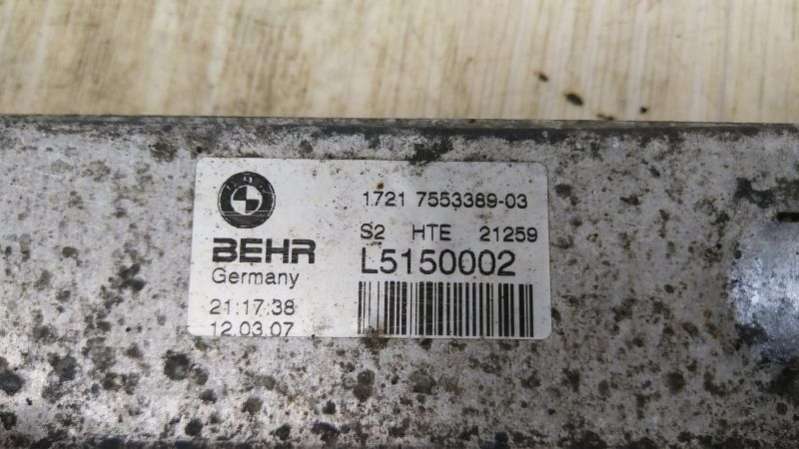 1721 7553389-03
S2 HTE 21259
BEHR
L5150002
Germany
21:17:38
12.03.07